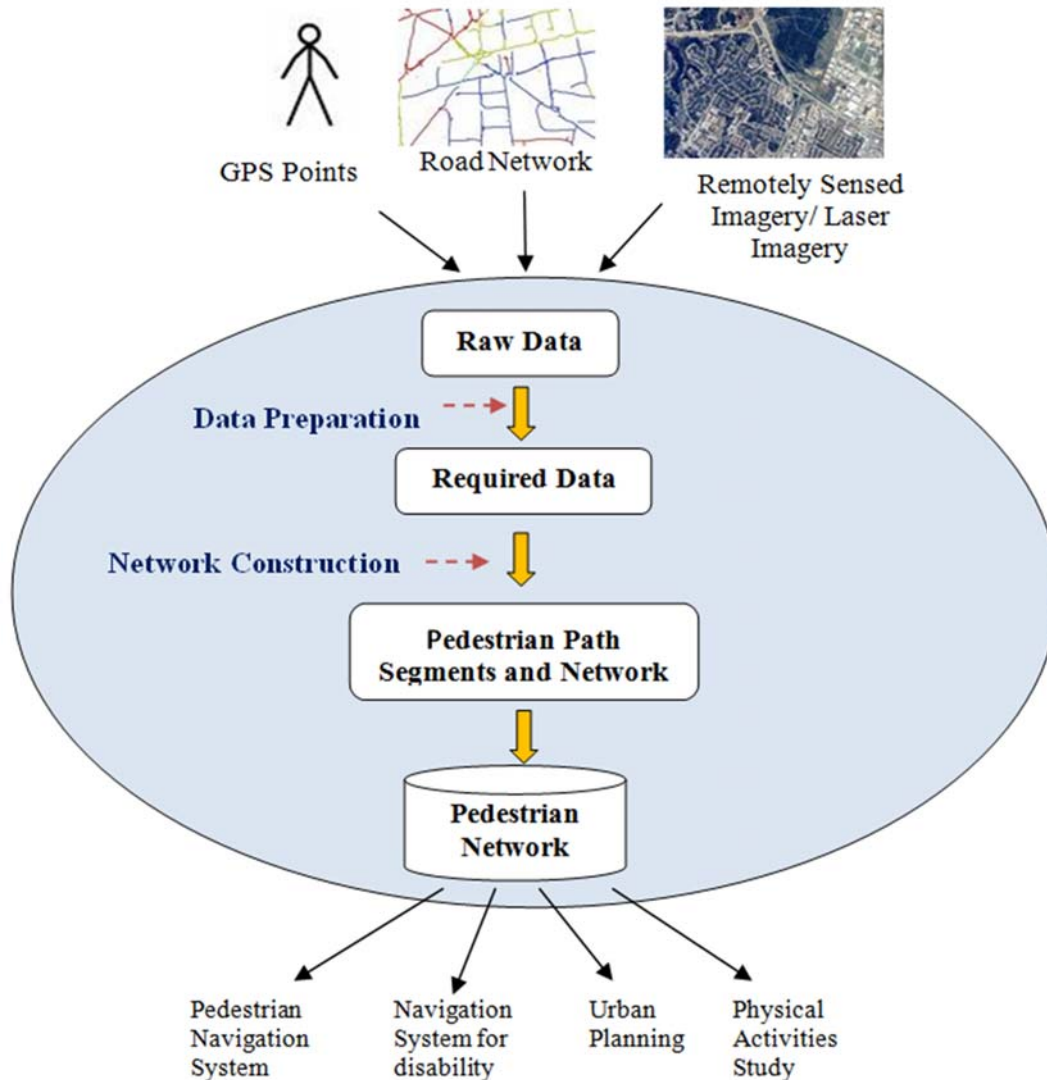 GPS Points
Road Network
Remotely Sensed
Imagery/ Laser
Imagery
Raw Data
Data Preparation
Required Data
Network Construction
Pedestrian Path
Segments and Network
Pedestrian
Network
Pedestrian
Navigation
System
Navigation
System for
disability
Urban
Planning
Physical
Activities
Study